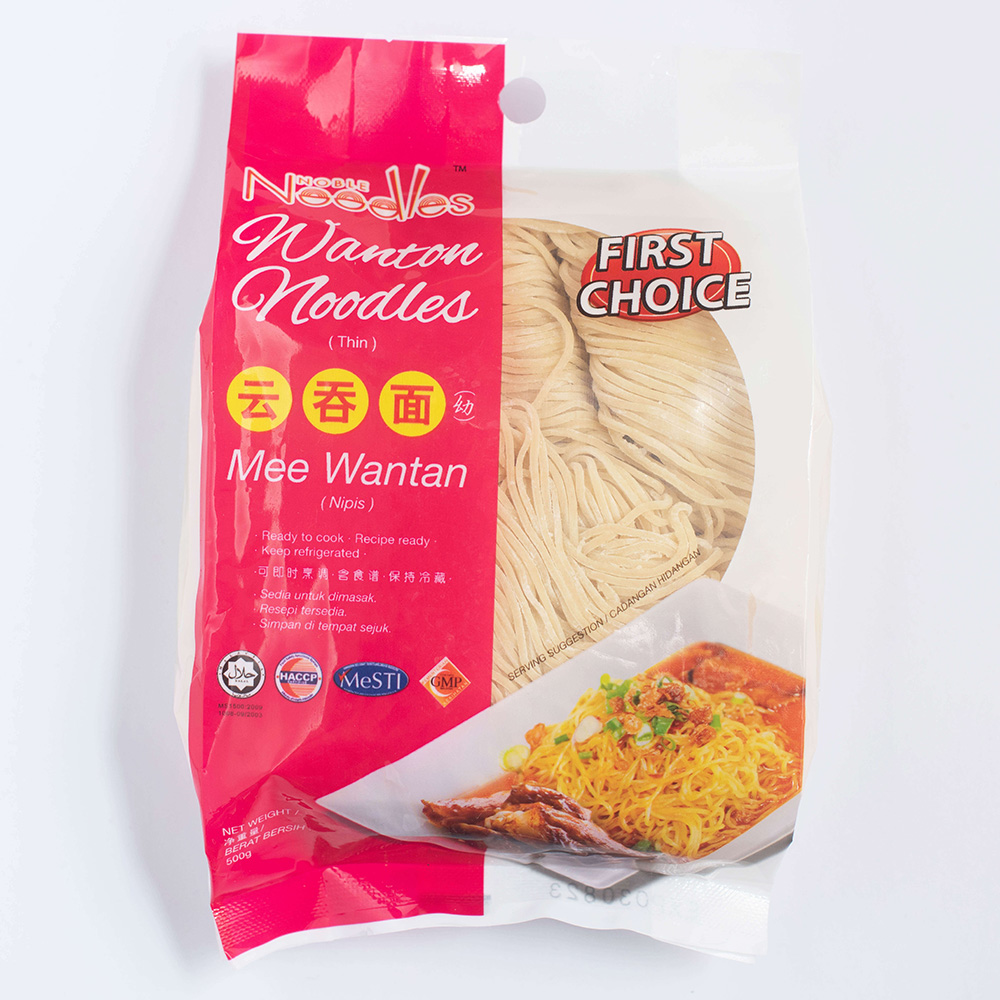 NOBLE
Noodles TM
Wanton
Noodles
( Thin )
云吞面(幼)
Mee Wantan
( Nipis )
· Ready to cook · Recipe ready ·
· Keep refrigerated ·
·可即时烹调·含食谱·保持冷藏·
· Sedia untuk dimasak.
· Resepi tersedia.
· Simpan di tempat sejuk.
FIRST
CHOICE
SERVING SUGGESTION / CADANGAN HIDANGAN
حلال
HACCP
MeSTI
GMP
NET WEIGHT /
净重量/
BERAT BERSIH
500g
030823